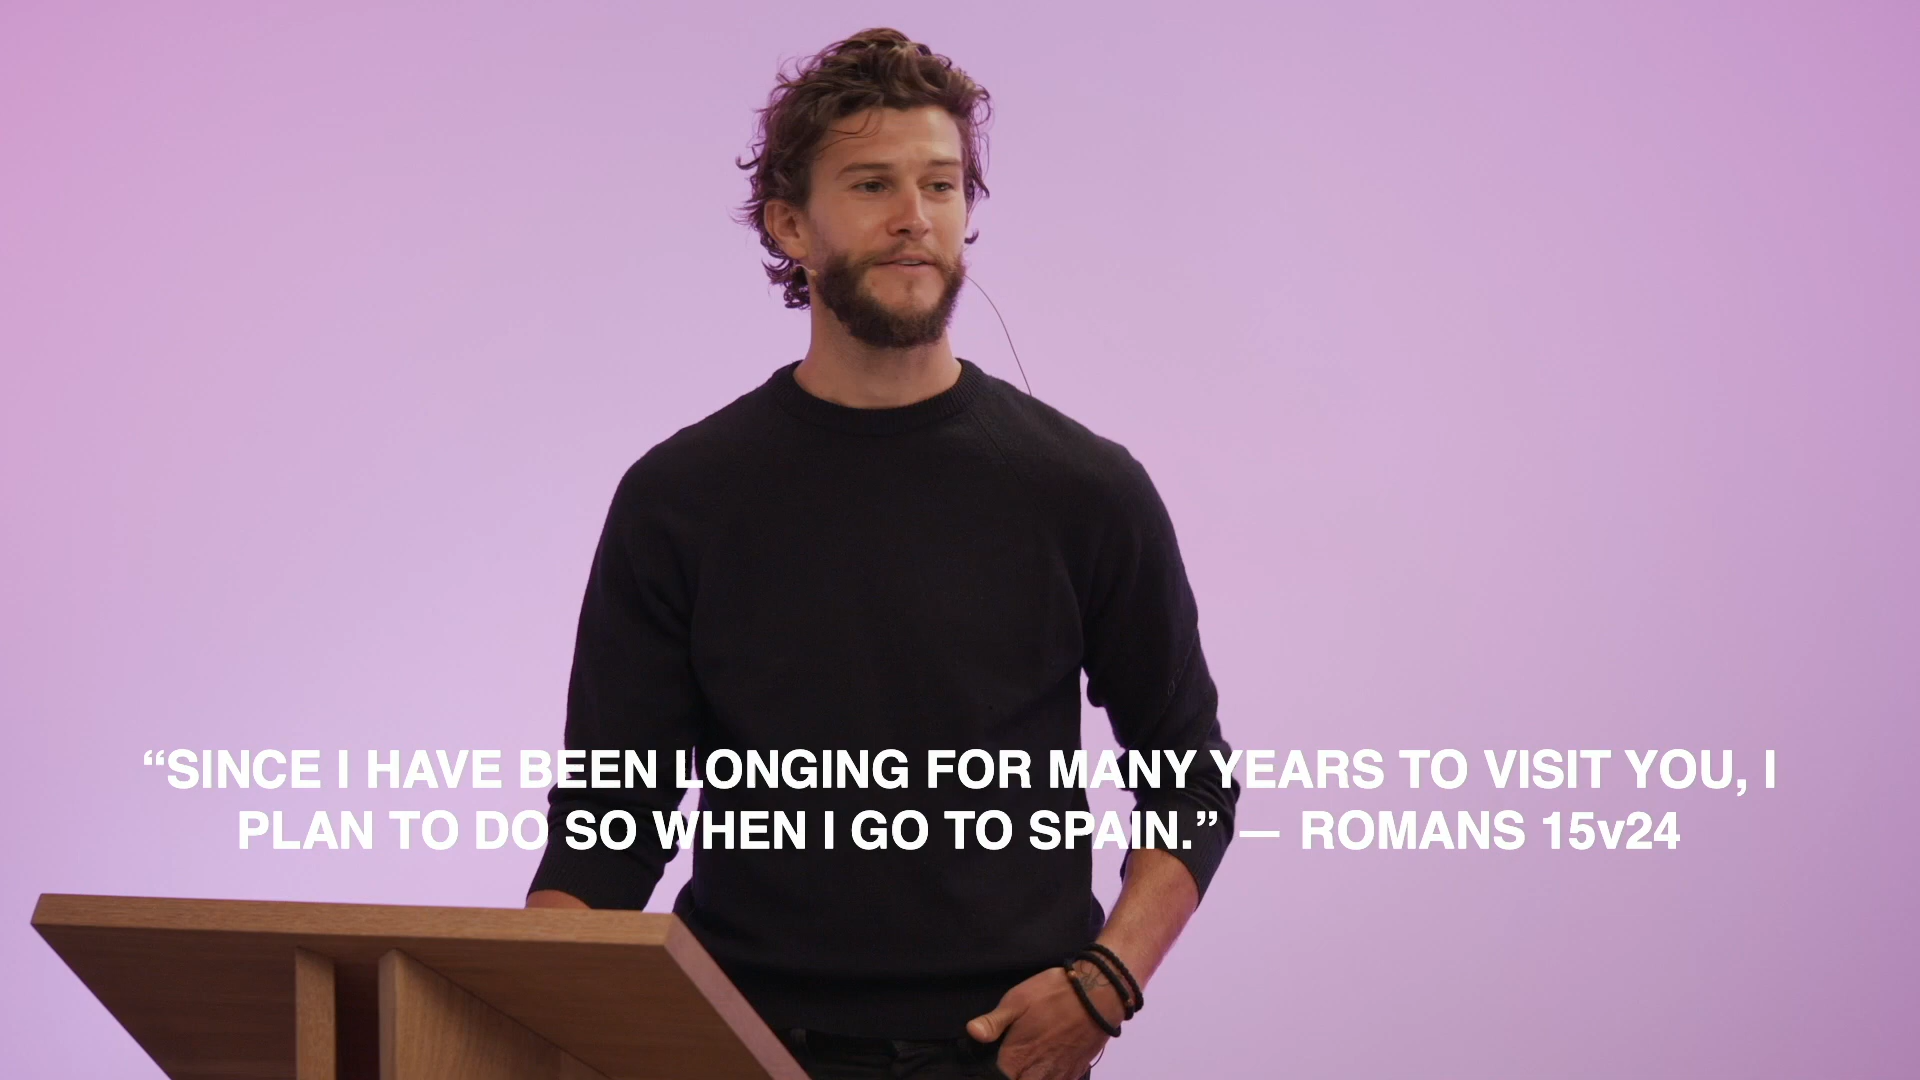 “SINCE I HAVE BEEN LONGING FOR MANY YEARS TO VISIT YOU, I
PLAN TO DO SO WHEN I GO TO SPAIN.” — ROMANS 15v24